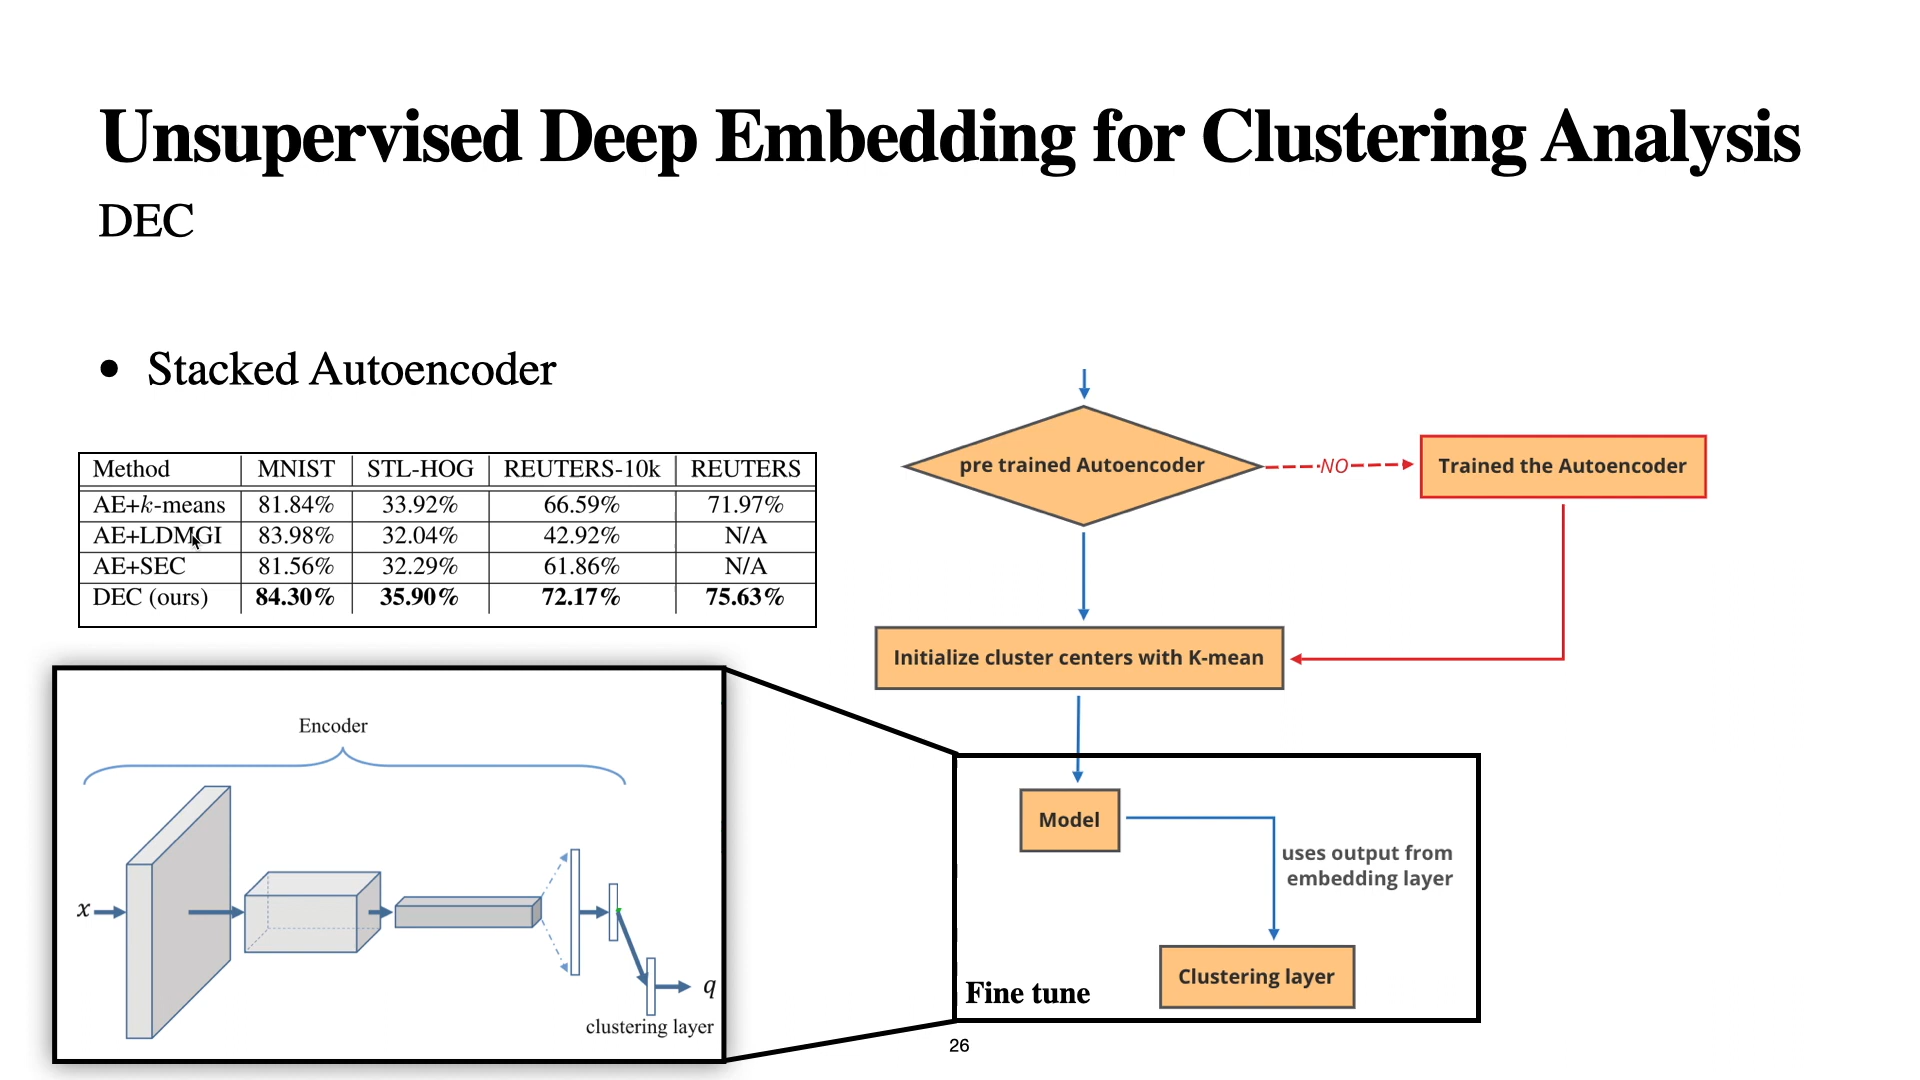 Unsupervised Deep Embedding for Clustering Analysis
DEC
• Stacked Autoencoder
Method MNIST STL-HOG REUTERS-10k REUTERS
AE+k-means 81.84% 33.92% 66.59% 71.97%
AE+LDMGI 83.98% 32.04% 42.92% N/A
AE+SEC 81.56% 32.29% 61.86% N/A
DEC (ours) 84.30% 35.90% 72.17% 75.63%
Encoder
x
q
clustering layer
pre trained Autoencoder
NO
Trained the Autoencoder
Initialize cluster centers with K-mean
Model
uses output from
embedding layer
Clustering layer
Fine tune
26